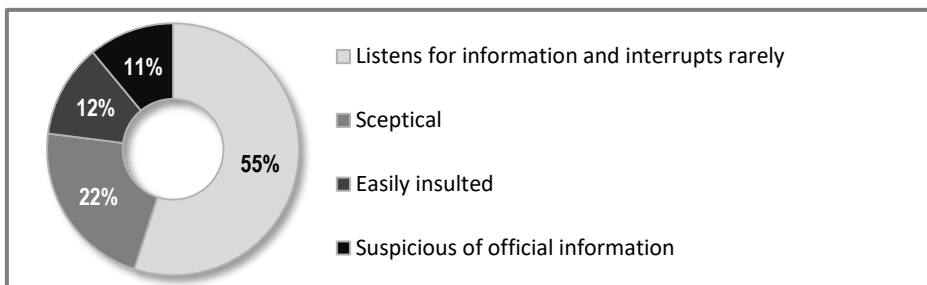 11%
12%
22%
55%
Listens for information and interrupts rarely
Sceptical
Easily insulted
Suspicious of official information